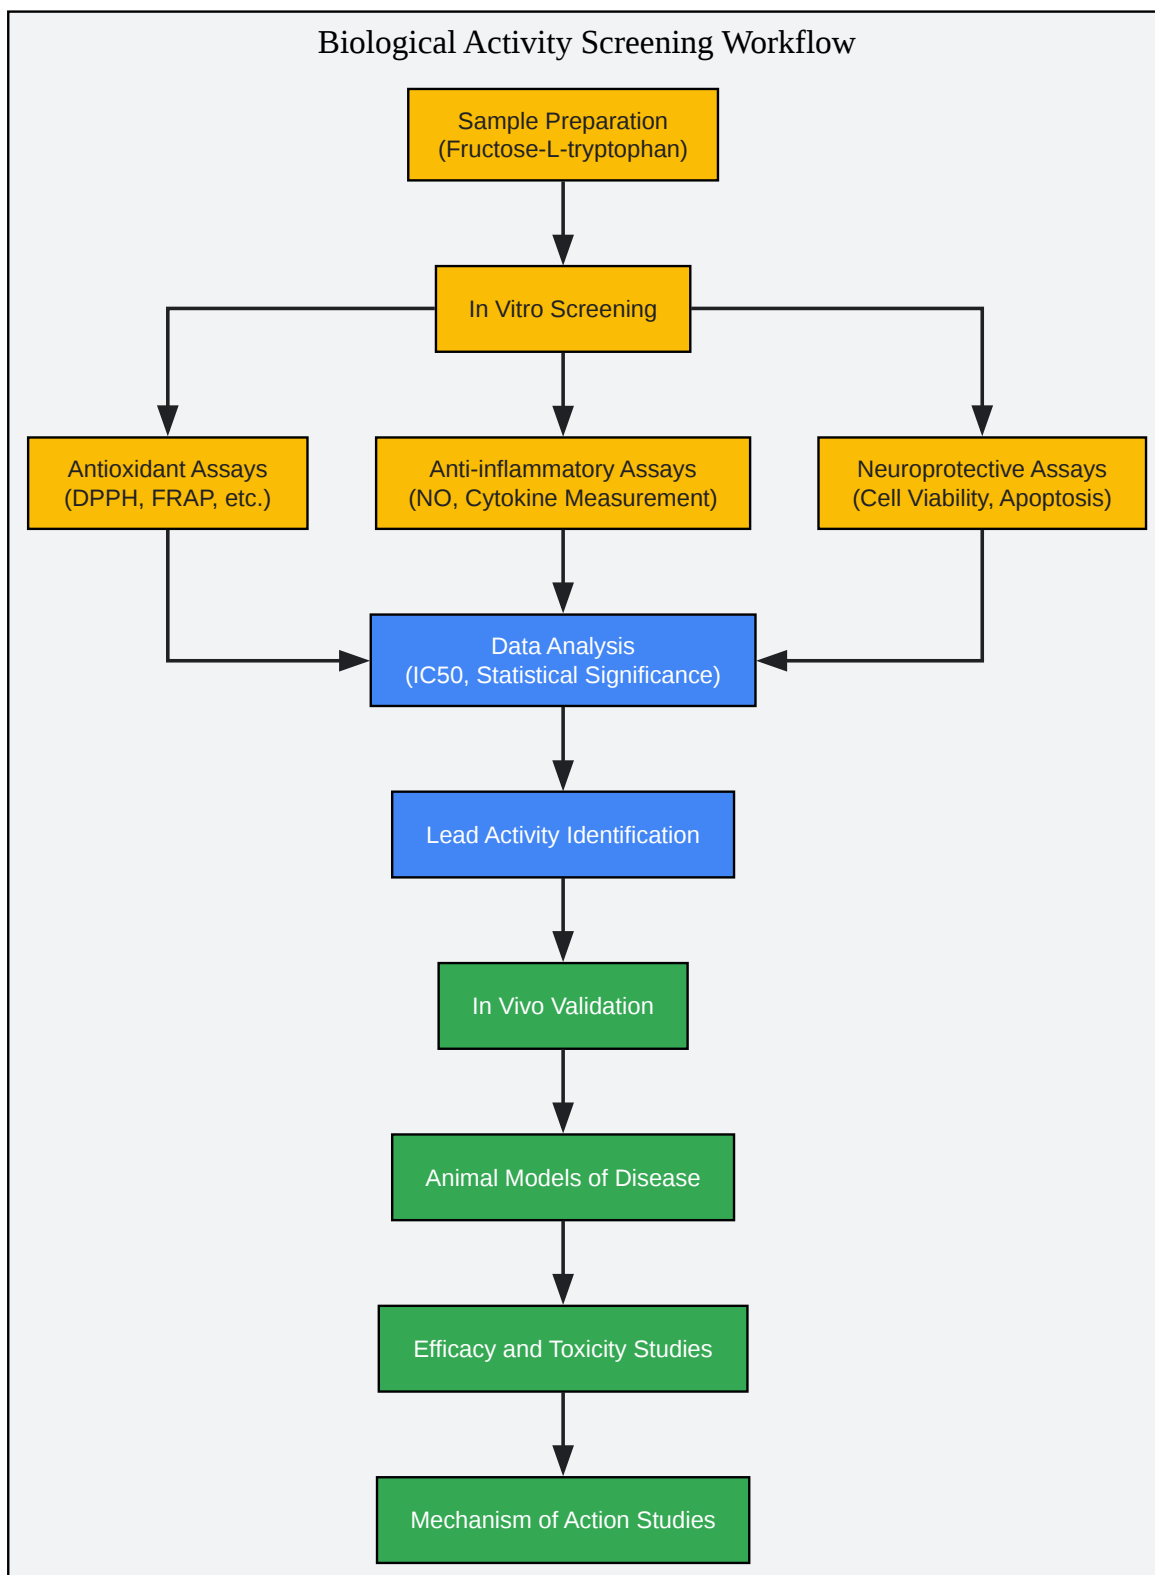 Biological Activity Screening Workflow
Sample Preparation
(Fructose-L-tryptophan)
In Vitro Screening
Antioxidant Assays
(DPPH, FRAP, etc.)
Anti-inflammatory Assays
(NO, Cytokine Measurement)
Neuroprotective Assays
(Cell Viability, Apoptosis)
Data Analysis
(IC50, Statistical Significance)
Lead Activity Identification
In Vivo Validation
Animal Models of Disease
Efficacy and Toxicity Studies
Mechanism of Action Studies